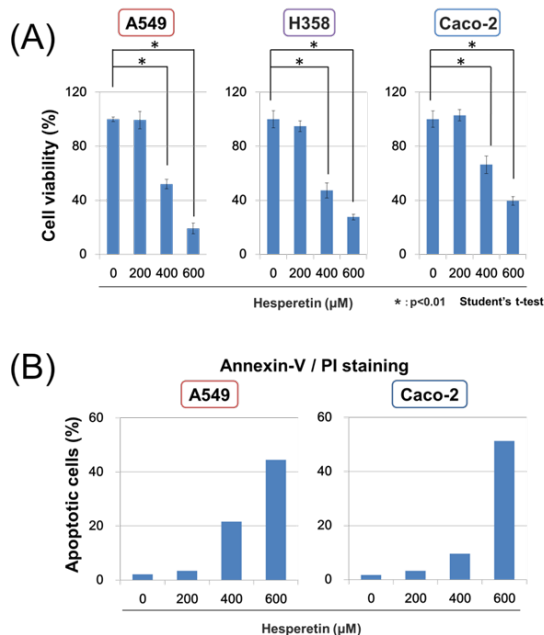 (A)
A549 H358 Caco-2
* * *
* * *
Cell viability (%)
120 120 120
80 80 80
40 40 40
0 0 0
0 200 400 600 0 200 400 600 0 200 400 600
Hesperetin (μM) * : p<0.01 Student's t-test
(B)
Annexin-V / PI staining
A549 Caco-2
Apoptotic cells (%)
60 60
40 40
20 20
0 0
0 200 400 600 0 200 400 600
Hesperetin (μM)